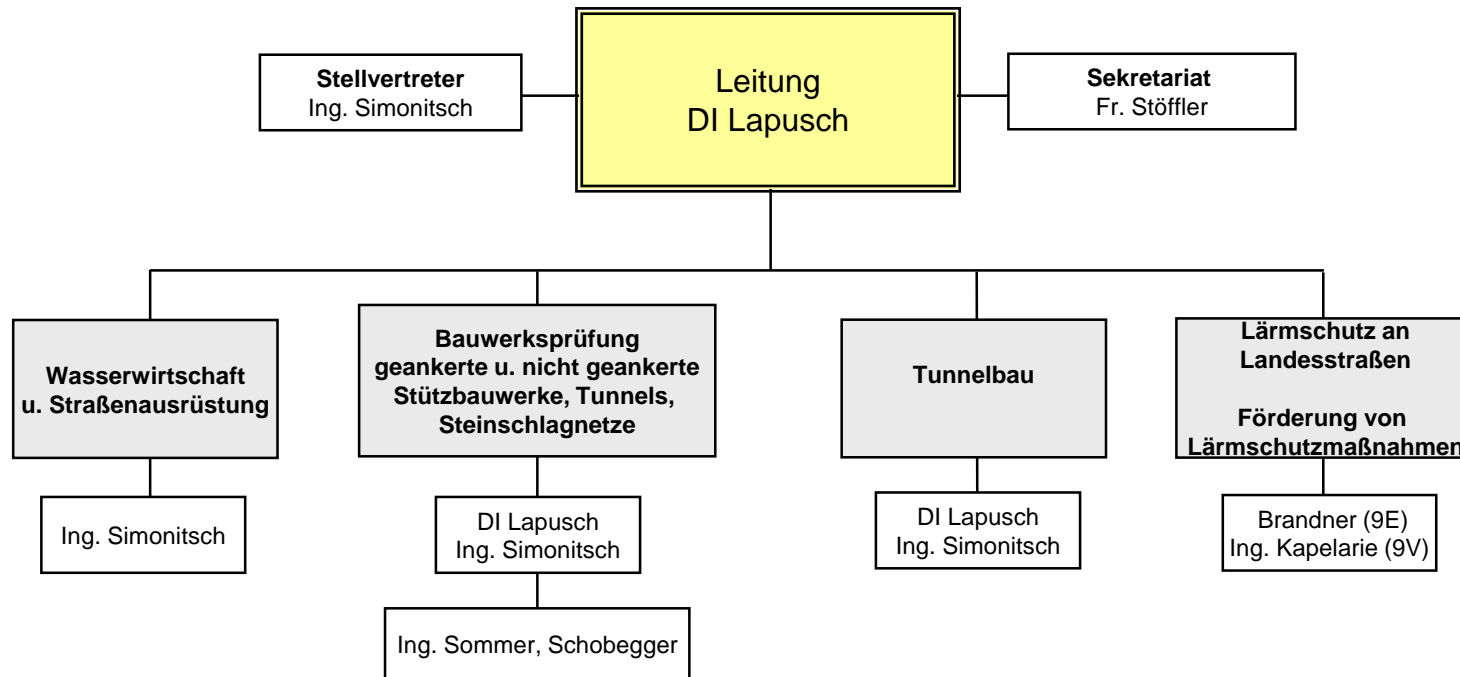 Stellvertreter
Ing. Simonitsch
Leitung
DI Lapusch
Sekretariat
Fr. Stöffler
Wasserwirtschaft
u. Straßenausrüstung
Bauwerksprüfung
geankerte u. nicht geankerte
Stützbauwerke, Tunnels,
Steinschlagnetze
Tunnelbau
Lärmschutz an
Landesstraßen
Förderung von
Lärmschutzmaßnahmen
Ing. Simonitsch
DI Lapusch
Ing. Simonitsch
DI Lapusch
Ing. Simonitsch
Brandner (9E)
Ing. Kapelarie (9V)
Ing. Sommer, Schobegger